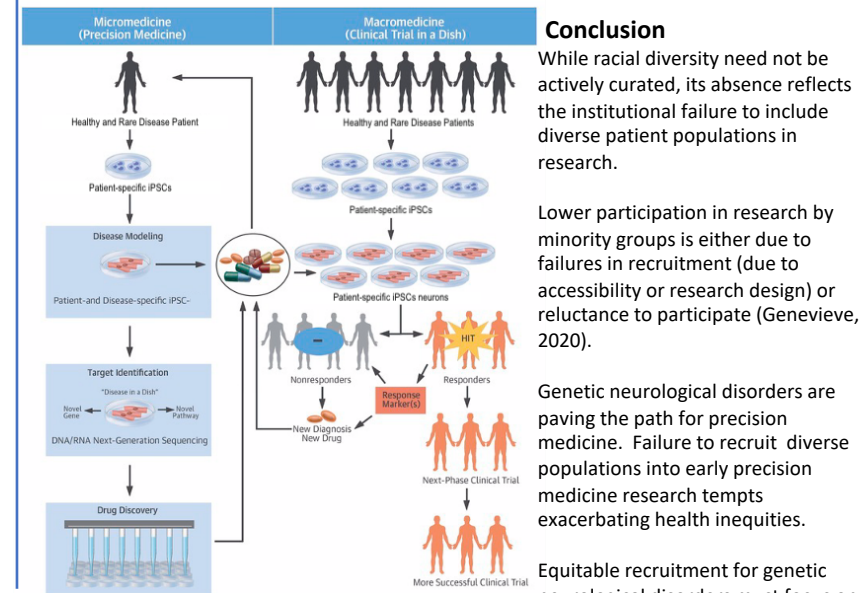 Micromedicine
(Precision Medicine)
Macromedicine
(Clinical Trial in a Dish)
Healthy and Rare Disease Patient
Patient-specific iPSCs
Disease Modeling
Patient-and Disease-specific iPSC-
Target Identification
"Disease in a Dish"
Novel
Gene
Novel
Pathway
DNA/RNA Next-Generation Sequencing
Drug Discovery
Healthy and Rare Disease Patients
Patient-specific iPSCs
Patient-specific iPSCs neurons
HIT
Nonresponders
Responders
Response
Marker(s)
New Diagnosis
New Drug
Next-Phase Clinical Trial
More Successful Clinical Trial
Conclusion
While racial diversity need not be
actively curated, its absence reflects
the institutional failure to include
diverse patient populations in
research.
Lower participation in research by
minority groups is either due to
failures in recruitment (due to
accessibility or research design) or
reluctance to participate (Genevieve,
2020).
Genetic neurological disorders are
paving the path for precision
medicine.  Failure to recruit  diverse
populations into early precision
medicine research tempts
exacerbating health inequities.
Equitable recruitment for genetic